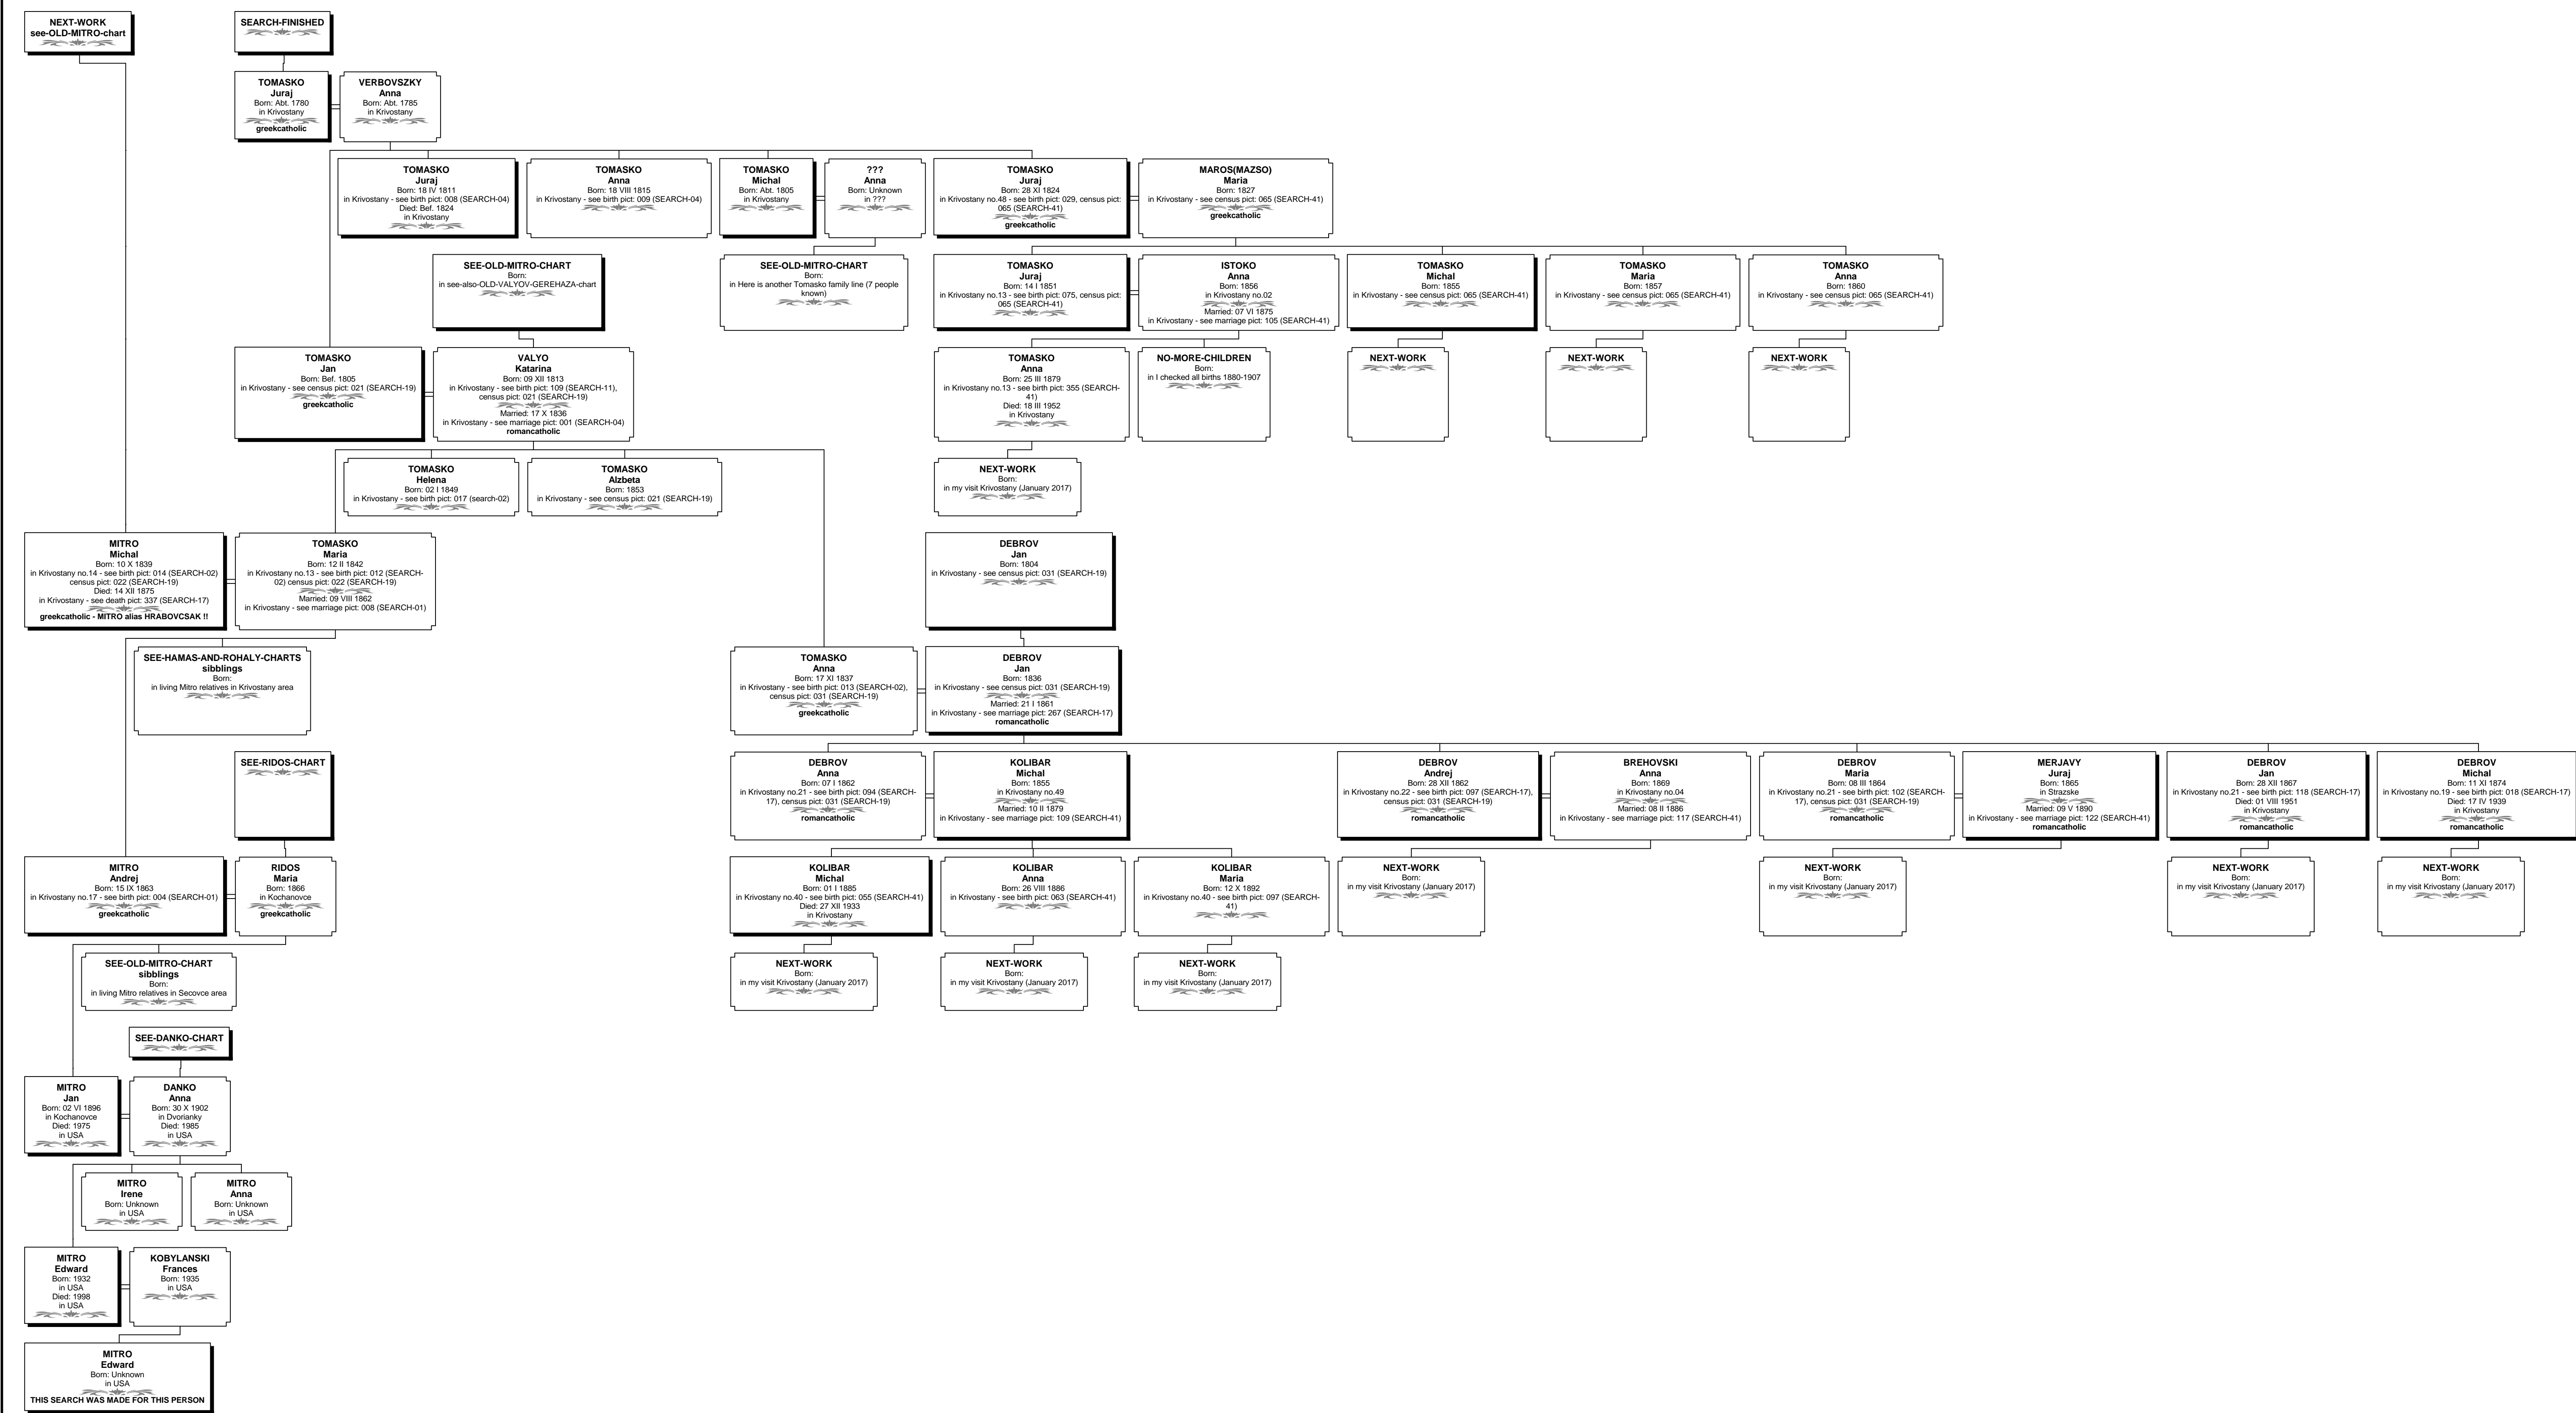 NEXT-WORK
see-OLD-MITRO-chart
SEARCH-FINISHED
TOMASKO
Juraj
Born: Abt. 1780
in Krivostany
greekcatholic
VERBOVSZKY
Anna
Born: Abt. 1785
in Krivostany
TOMASKO
Juraj
Born: 18 IV 1811
in Krivostany - see birth pict: 008 (SEARCH-04)
Died: Bef. 1824
in Krivostany
TOMASKO
Anna
Born: 18 VIII 1815
in Krivostany - see birth pict: 009 (SEARCH-04)
TOMASKO
Michal
Born: Abt. 1805
in Krivostany
???
Anna
Born: Unknown
in ???
TOMASKO
Juraj
Born: 28 XI 1824
in Krivostany no.48 - see birth pict: 029, census pict:
065 (SEARCH-41)
greekcatholic
MAROS(MAZSO)
Maria
Born: 1827
in Krivostany - see census pict: 065 (SEARCH-41)
greekcatholic
SEE-OLD-MITRO-CHART
Born:
in see-also-OLD-VALYOV-GEREHAZA-chart
SEE-OLD-MITRO-CHART
Born:
in Here is another Tomasko family line (7 people
known)
TOMASKO
Juraj
Born: 14 I 1851
in Krivostany no.13 - see birth pict: 075, census pict:
065 (SEARCH-41)
ISTOKO
Anna
Born: 1856
in Krivostany no.02
Married: 07 VI 1875
in Krivostany - see marriage pict: 105 (SEARCH-41)
TOMASKO
Michal
Born: 1855
in Krivostany - see census pict: 065 (SEARCH-41)
TOMASKO
Maria
Born: 1857
in Krivostany - see census pict: 065 (SEARCH-41)
TOMASKO
Anna
Born: 1860
in Krivostany - see census pict: 065 (SEARCH-41)
TOMASKO
Jan
Born: Bef. 1805
in Krivostany - see census pict: 021 (SEARCH-19)
greekcatholic
VALYO
Katarina
Born: 09 XII 1813
in Krivostany - see birth pict: 109 (SEARCH-11),
census pict: 021 (SEARCH-19)
Married: 17 X 1836
in Krivostany - see marriage pict: 001 (SEARCH-04)
romancatholic
TOMASKO
Anna
Born: 25 III 1879
in Krivostany no.13 - see birth pict: 355 (SEARCH-
41)
Died: 18 III 1952
in Krivostany
NO-MORE-CHILDREN
Born:
in I checked all births 1880-1907
NEXT-WORK
NEXT-WORK
NEXT-WORK
TOMASKO
Helena
Born: 02 I 1849
in Krivostany - see birth pict: 017 (search-02)
TOMASKO
Alzbeta
Born: 1853
in Krivostany - see census pict: 021 (SEARCH-19)
NEXT-WORK
Born:
in my visit Krivostany (January 2017)
MITRO
Michal
Born: 10 X 1839
in Krivostany no.14 - see birth pict: 014 (SEARCH-02)
census pict: 022 (SEARCH-19)
Died: 14 XII 1875
in Krivostany - see death pict: 337 (SEARCH-17)
greekcatholic - MITRO alias HRABOVCSAK !!
TOMASKO
Maria
Born: 12 II 1842
in Krivostany no.13 - see birth pict: 012 (SEARCH-
02) census pict: 022 (SEARCH-19)
Married: 09 VIII 1862
in Krivostany - see marriage pict: 008 (SEARCH-01)
DEBROV
Jan
Born: 1804
in Krivostany - see census pict: 031 (SEARCH-19)
SEE-HAMAS-AND-ROHALY-CHARTS
sibblings
Born:
in living Mitro relatives in Krivostany area
TOMASKO
Anna
Born: 17 XI 1837
in Krivostany - see birth pict: 013 (SEARCH-02),
census pict: 031 (SEARCH-19)
greekcatholic
DEBROV
Jan
Born: 1836
in Krivostany - see census pict: 031 (SEARCH-19)
Married: 21 I 1861
in Krivostany - see marriage pict: 267 (SEARCH-17)
romancatholic
SEE-RIDOS-CHART
DEBROV
Anna
Born: 07 I 1862
in Krivostany no.21 - see birth pict: 094 (SEARCH-
17), census pict: 031 (SEARCH-19)
romancatholic
KOLIBAR
Michal
Born: 1855
in Krivostany no.49
Married: 10 II 1879
in Krivostany - see marriage pict: 109 (SEARCH-41)
DEBROV
Andrej
Born: 28 XII 1862
in Krivostany no.22 - see birth pict: 097 (SEARCH-17),
census pict: 031 (SEARCH-19)
romancatholic
BREHOVSKI
Anna
Born: 1869
in Krivostany no.04
Married: 08 II 1886
in Krivostany - see marriage pict: 117 (SEARCH-41)
DEBROV
Maria
Born: 08 III 1864
in Krivostany no.21 - see birth pict: 102 (SEARCH-
17), census pict: 031 (SEARCH-19)
romancatholic
MERJAVY
Juraj
Born: 1865
in Strazske
Married: 09 V 1890
in Krivostany - see marriage pict: 122 (SEARCH-41)
romancatholic
DEBROV
Jan
Born: 28 XII 1867
in Krivostany no.21 - see birth pict: 118 (SEARCH-17)
Died: 01 VIII 1951
in Krivostany
romancatholic
DEBROV
Michal
Born: 11 XI 1874
in Krivostany no.19 - see birth pict: 018 (SEARCH-17)
Died: 17 IV 1939
in Krivostany
romancatholic
MITRO
Andrej
Born: 15 IX 1863
in Krivostany no.17 - see birth pict: 004 (SEARCH-01)
greekcatholic
RIDOS
Maria
Born: 1866
in Kochanovce
greekcatholic
KOLIBAR
Michal
Born: 01 I 1885
in Krivostany no.40 - see birth pict: 055 (SEARCH-41)
Died: 27 XII 1933
in Krivostany
KOLIBAR
Anna
Born: 26 VIII 1886
in Krivostany - see birth pict: 063 (SEARCH-41)
KOLIBAR
Maria
Born: 12 X 1892
in Krivostany no.40 - see birth pict: 097 (SEARCH-
41)
NEXT-WORK
Born:
in my visit Krivostany (January 2017)
NEXT-WORK
Born:
in my visit Krivostany (January 2017)
NEXT-WORK
Born:
in my visit Krivostany (January 2017)
NEXT-WORK
Born:
in my visit Krivostany (January 2017)
SEE-OLD-MITRO-CHART
sibblings
Born:
in living Mitro relatives in Secovce area
NEXT-WORK
Born:
in my visit Krivostany (January 2017)
NEXT-WORK
Born:
in my visit Krivostany (January 2017)
NEXT-WORK
Born:
in my visit Krivostany (January 2017)
SEE-DANKO-CHART
MITRO
Jan
Born: 02 VI 1896
in Kochanovce
Died: 1975
in USA
DANKO
Anna
Born: 30 X 1902
in Dvorianky
Died: 1985
in USA
MITRO
Irene
Born: Unknown
in USA
MITRO
Anna
Born: Unknown
in USA
MITRO
Edward
Born: 1932
in USA
Died: 1998
in USA
KOBYLANSKI
Frances
Born: 1935
in USA
MITRO
Edward
Born: Unknown
in USA
THIS SEARCH WAS MADE FOR THIS PERSON